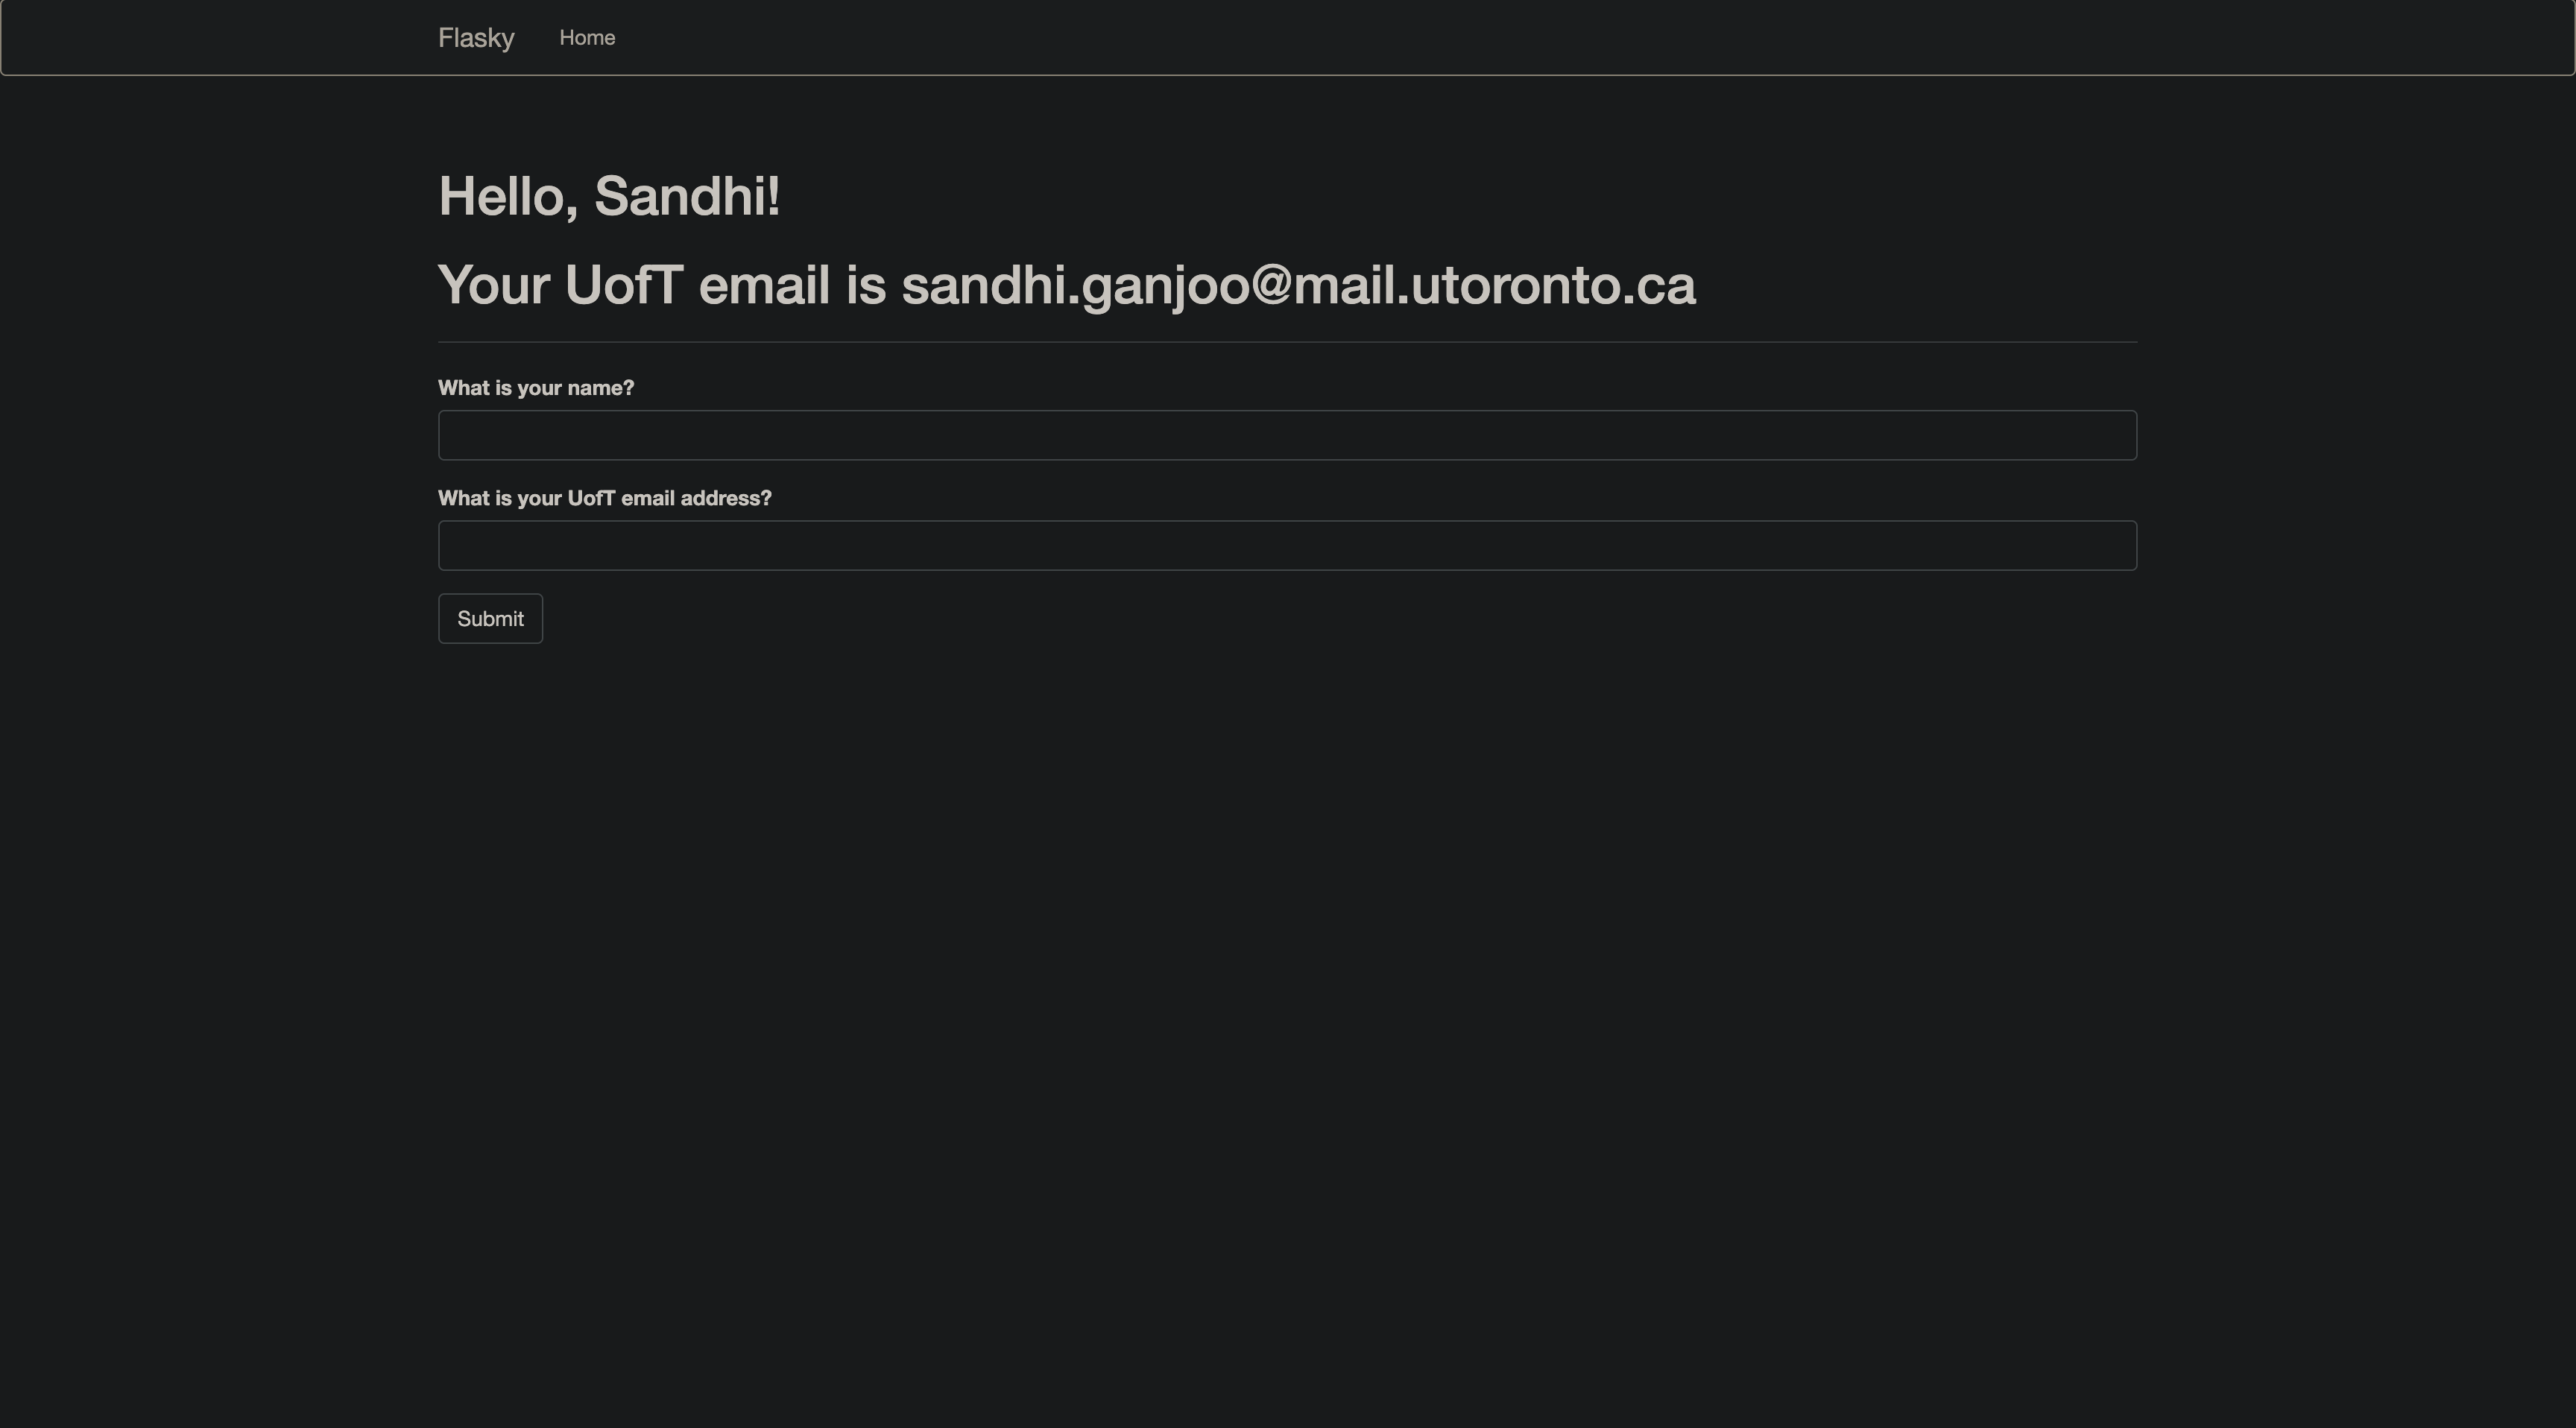 Flasky Home
Hello, Sandhi!
Your UofT email is sandhi.ganjoo@mail.utoronto.ca
What is your name?
What is your UofT email address?
Submit